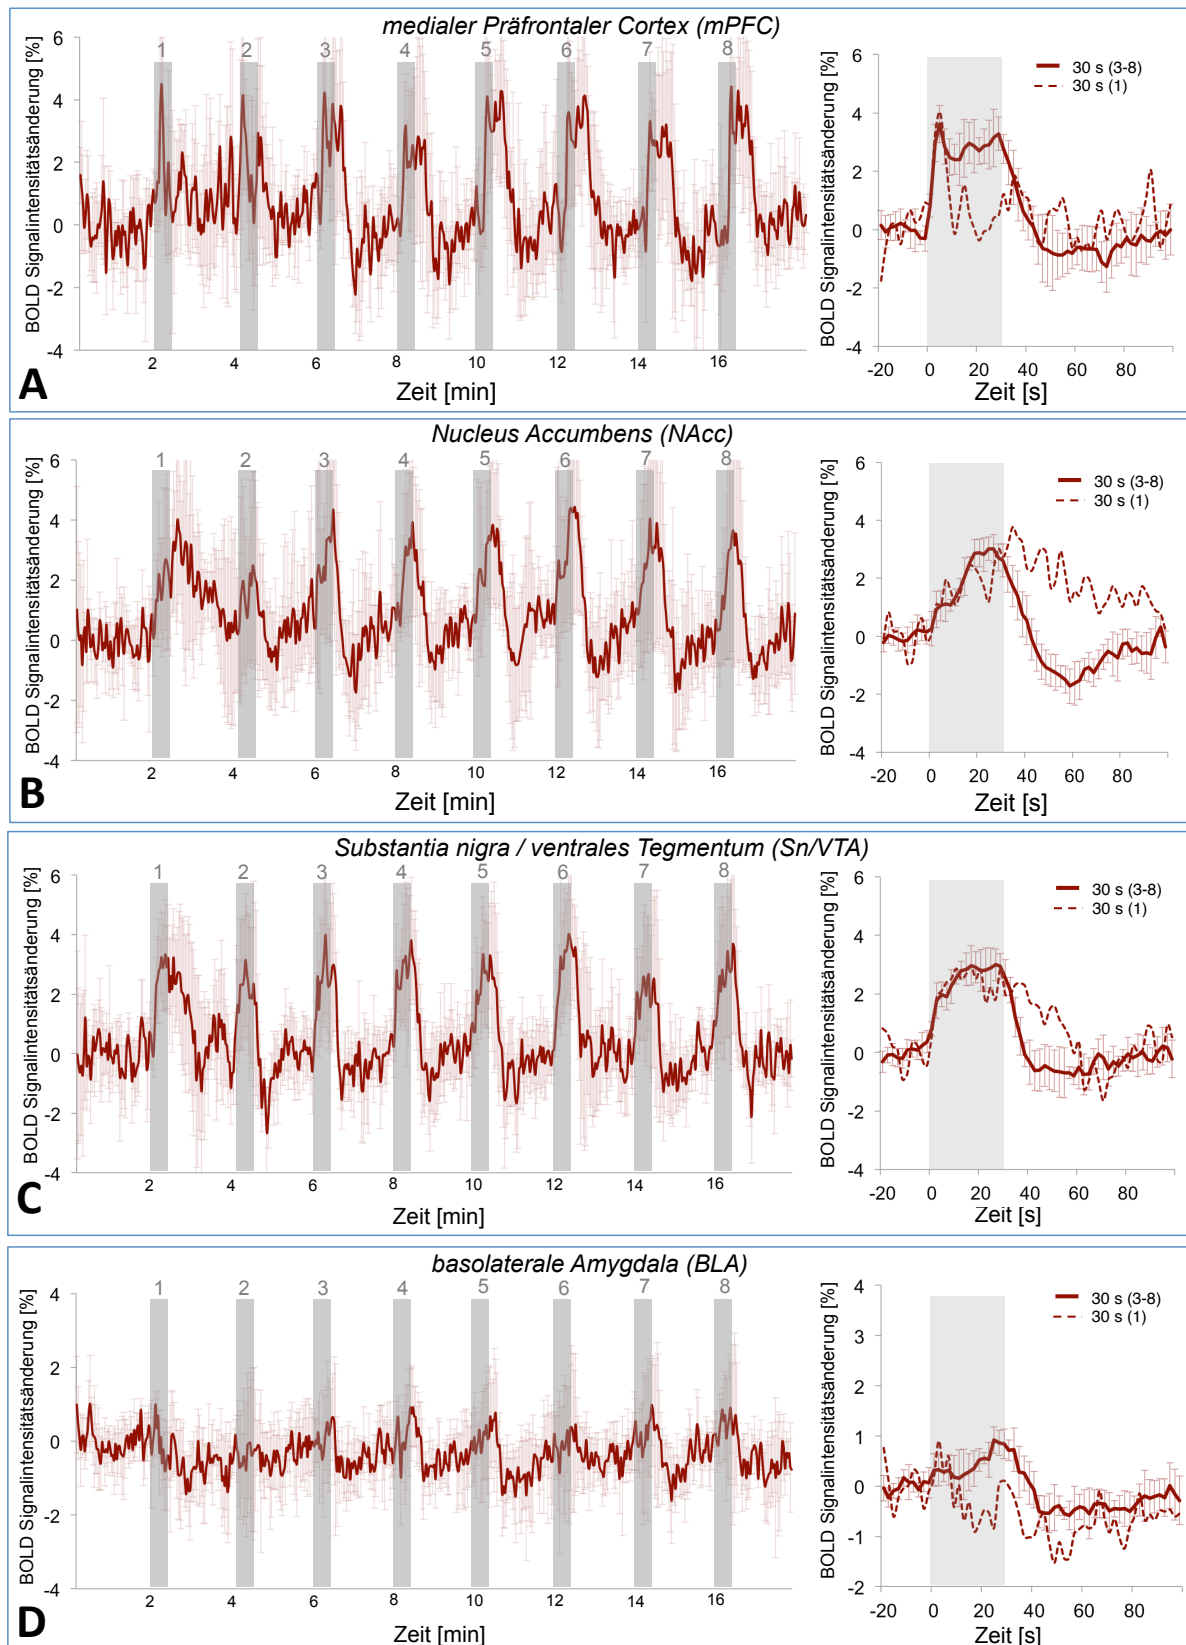 medialer Präfrontaler Cortex (mPFC)
BOLD Signalintensitätsänderung [%]
6
4
2
0
-2
-4
1 2 3 4 5 6 7 8
2 4 6 8 10 12 14 16
Zeit [min]
A
BOLD Signalintensitätsänderung [%]
6
4
2
0
-2
-4
30 s (3-8)
30 s (1)
-20 0 20 40 60 80
Zeit [s]
Nucleus Accumbens (NAcc)
BOLD Signalintensitätsänderung [%]
6
4
2
0
-2
-4
1 2 3 4 5 6 7 8
2 4 6 8 10 12 14 16
Zeit [min]
B
BOLD Signalintensitätsänderung [%]
6
4
2
0
-2
-4
30 s (3-8)
30 s (1)
-20 0 20 40 60 80
Zeit [s]
Substantia nigra / ventrales Tegmentum (Sn/VTA)
BOLD Signalintensitätsänderung [%]
6
4
2
0
-2
-4
1 2 3 4 5 6 7 8
2 4 6 8 10 12 14 16
Zeit [min]
C
BOLD Signalintensitätsänderung [%]
6
4
2
0
-2
-4
30 s (3-8)
30 s (1)
-20 0 20 40 60 80
Zeit [s]
basolaterale Amygdala (BLA)
BOLD Signalintensitätsänderung [%]
4
2
0
-2
-4
1 2 3 4 5 6 7 8
2 4 6 8 10 12 14 16
Zeit [min]
D
BOLD Signalintensitätsänderung [%]
4
3
2
1
0
-1
-2
30 s (3-8)
30 s (1)
-20 0 20 40 60 80
Zeit [s]